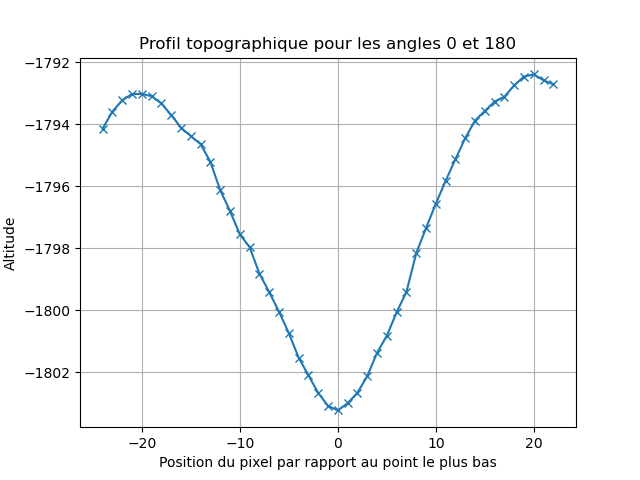 Profil topographique pour les angles 0 et 180
−1792
−1794
−1796
−1798
−1800
−1802
Altitude
−20 −10 0 10 20
Position du pixel par rapport au point le plus bas